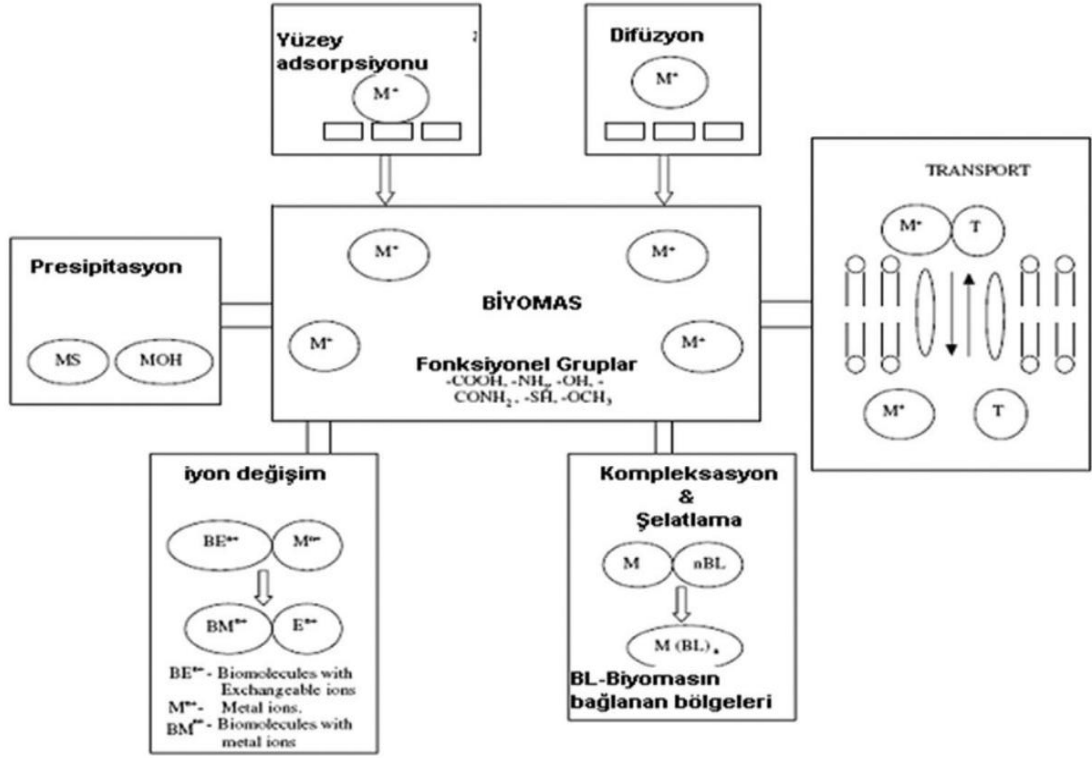 Yüzey
adsorpsiyonu
M⁺
Difüzyon
M⁺
TRANSPORT
M⁺
T
M⁺
T
Presipitasyon
MS
MOH
M⁺
M⁺
BİYOMAS
M⁺
M⁺
Fonksiyonel Gruplar
-COOH, -NH₂, -OH, -
CONH₂, -SH, -OCH₃
iyon değişim
BEⁿ⁺
Mⁿ⁺
BMⁿ⁺
Eⁿ⁺
BEⁿ⁺ - Biomolecules with
Exchangeable ions
Mⁿ⁺- Metal ions.
BMⁿ⁺ - Biomolecules with
metal ions
Kompleksasyon
&
Şelatlama
M
nBL
M (BL)ₙ
BL-Biyomasın
bağlanan bölgeleri